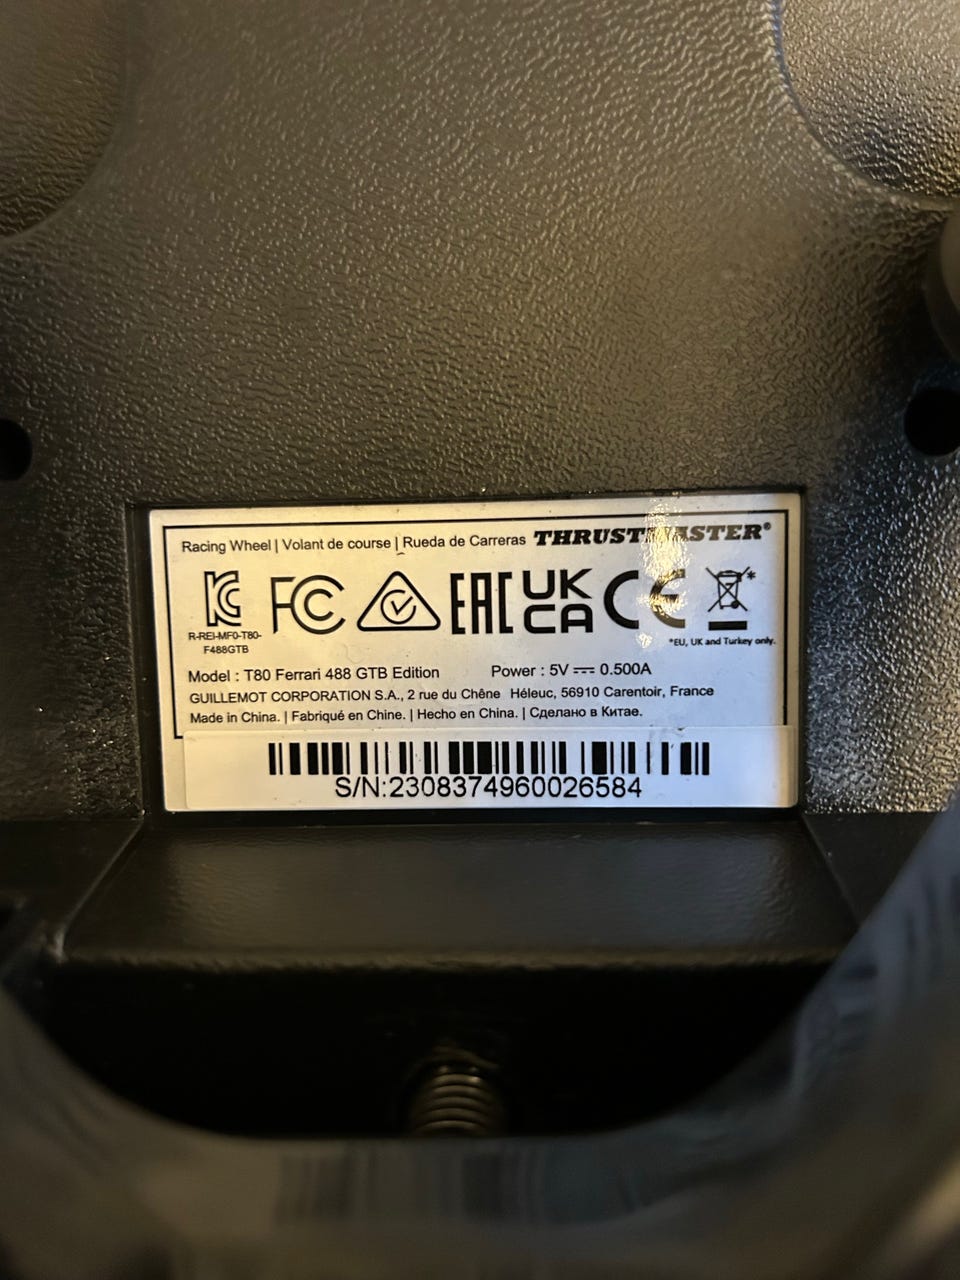 Racing Wheel | Volant de course | Rueda de Carreras THRUSTMASTER®
R-REI-MF0-T80-
F488GTB
FC
EAC
UK
CA
CE
*
*EU, UK and Turkey only.
Model : T80 Ferrari 488 GTB Edition Power : 5V 0.500A
GUILLEMOT CORPORATION S.A., 2 rue du Chêne Héleuc, 56910 Carentoir, France
Made in China. | Fabriqué en Chine. | Hecho en China. | Сделано в Китае.
S/N:2308374960026584